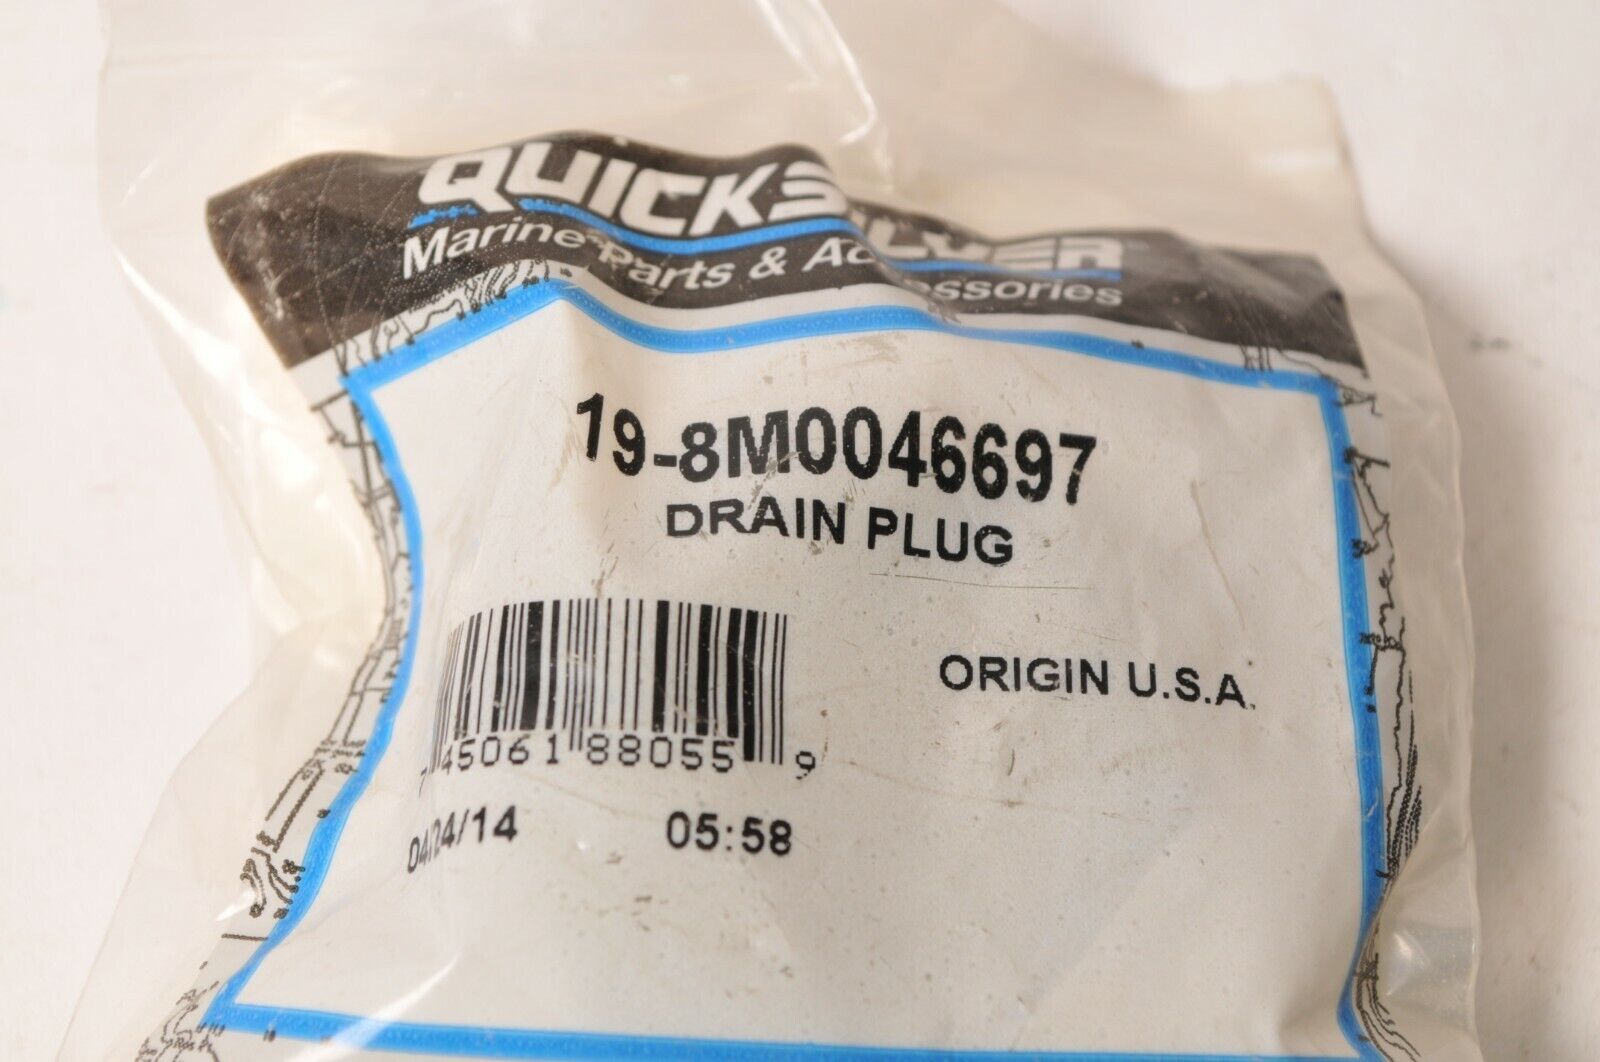 QUICKSILVER
Marine Parts & Accessories
19-8M0046697
DRAIN PLUG
ORIGIN U.S.A.
45061 88055 9
04/24/14 05:58